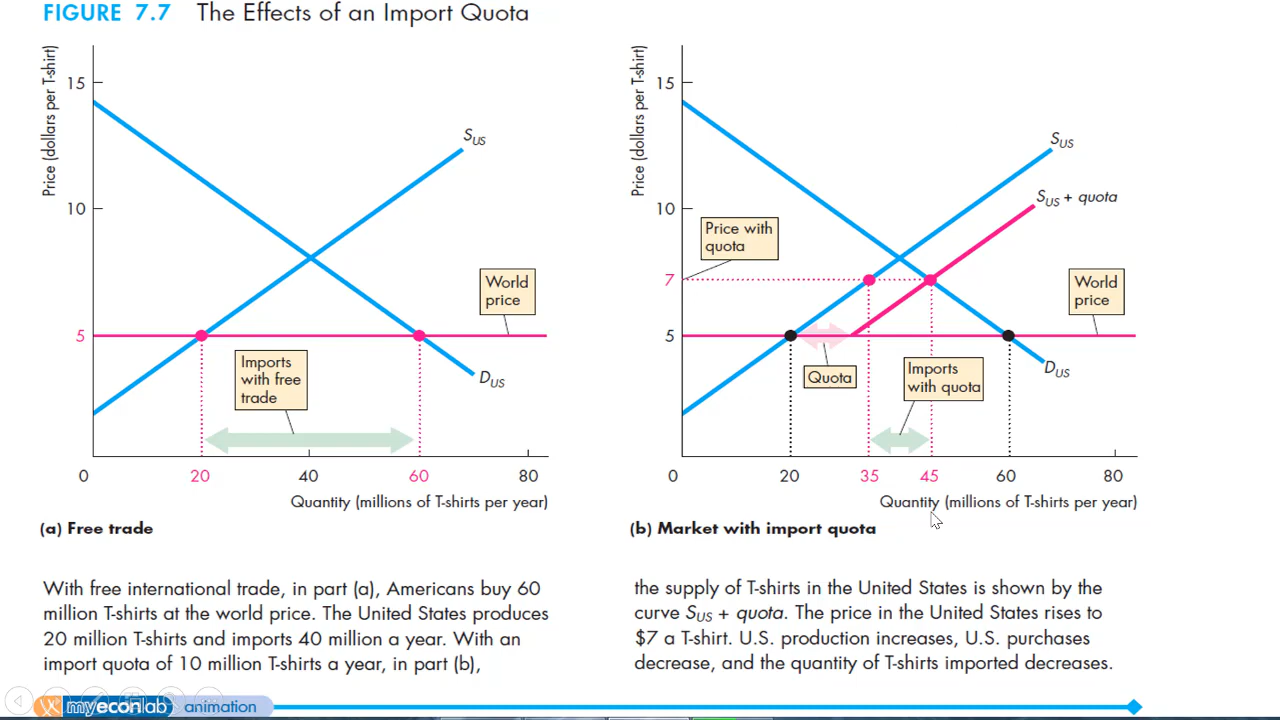 FIGURE 7.7 The Effects of an Import Quota
Price (dollars per T-shirt)
15
10
5
S_US
World
price
Imports
with free
trade
D_US
0 20 40 60 80
Quantity (millions of T-shirts per year)
(a) Free trade
Price (dollars per T-shirt)
15
10
7
5
S_US
S_US + quota
Price with
quota
World
price
Quota
Imports
with quota
D_US
0 20 35 45 60 80
Quantity (millions of T-shirts per year)
(b) Market with import quota
With free international trade, in part (a), Americans buy 60
million T-shirts at the world price. The United States produces
20 million T-shirts and imports 40 million a year. With an
import quota of 10 million T-shirts a year, in part (b),
the supply of T-shirts in the United States is shown by the
curve S_US + quota. The price in the United States rises to
$7 a T-shirt. U.S. production increases, U.S. purchases
decrease, and the quantity of T-shirts imported decreases.
myeconlab animation